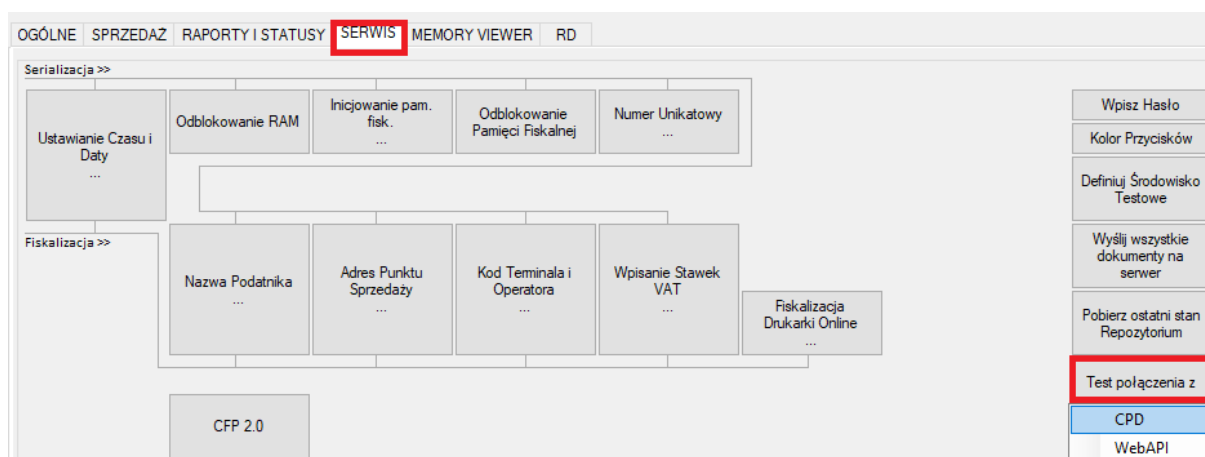 OGÓLNE SPRZEDAŻ RAPORTY I STATUSY SERWIS MEMORY VIEWER RD
Serializacja >>
Ustawianie Czasu i
Daty
...
Odblokowanie RAM
Inicjowanie pam.
fisk.
...
Odblokowanie
Pamięci Fiskalnej
Numer Unikatowy
...
Fiskalizacja >>
Nazwa Podatnika
...
Adres Punktu
Sprzedaży
...
Kod Terminala i
Operatora
...
Wpisanie Stawek
VAT
...
Fiskalizacja
Drukarki Online
...
CFP 2.0
Wpisz Hasło
Kolor Przycisków
Definiuj Środowisko
Testowe
Wyślij wszystkie
dokumenty na
serwer
Pobierz ostatni stan
Repozytorium
Test połączenia z
CPD
WebAPI